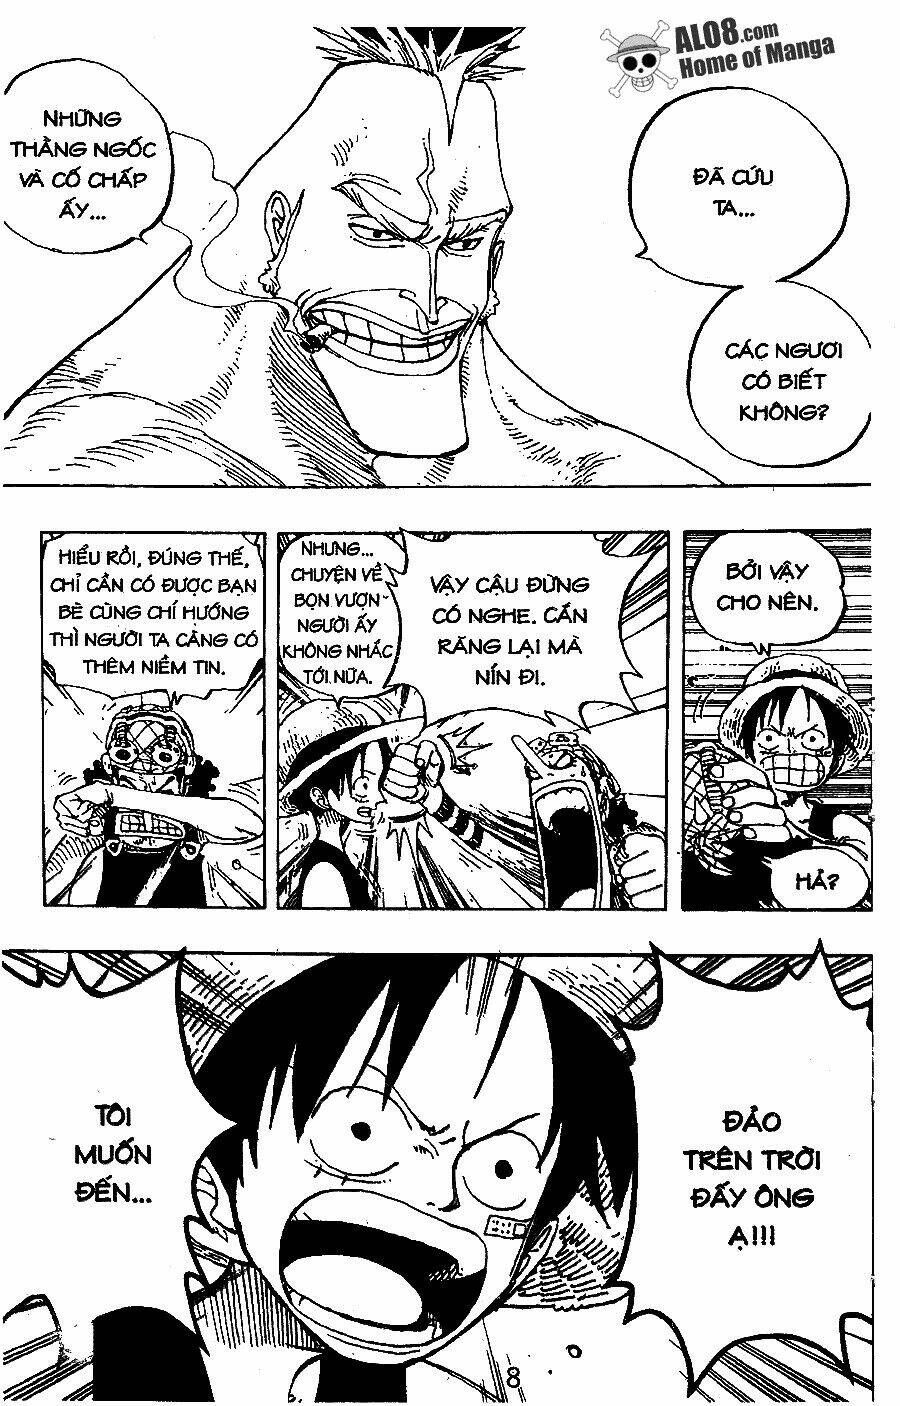 AL08.com
Home of Manga
NHỮNG
THẰNG NGỐC
VÀ CỐ CHẤP
ẤY...
ĐÃ CỨU
TA...
CÁC NGƯƠI
CÓ BIẾT
KHÔNG?
HIỂU RỒI, ĐÚNG THẾ,
CHỈ CẦN CÓ ĐƯỢC BẠN
BÈ CÙNG CHÍ HƯỚNG
THÌ NGƯỜI TA CÀNG CÓ
THÊM NIỀM TIN.
NHƯNG...
CHUYỆN VỀ
BỌN VƯỢN
NGƯỜI ẤY
KHÔNG NHẮC
TỚI NỮA.
VẬY CẬU ĐỪNG
CÓ NGHE. CẮN
RĂNG LẠI MÀ
NÍN ĐI.
BỞI VẬY
CHO NÊN.
HẢ?
TÔI
MUỐN
ĐẾN...
ĐẢO
TRÊN TRỜI
ĐẤY ÔNG
Ạ!!!
8